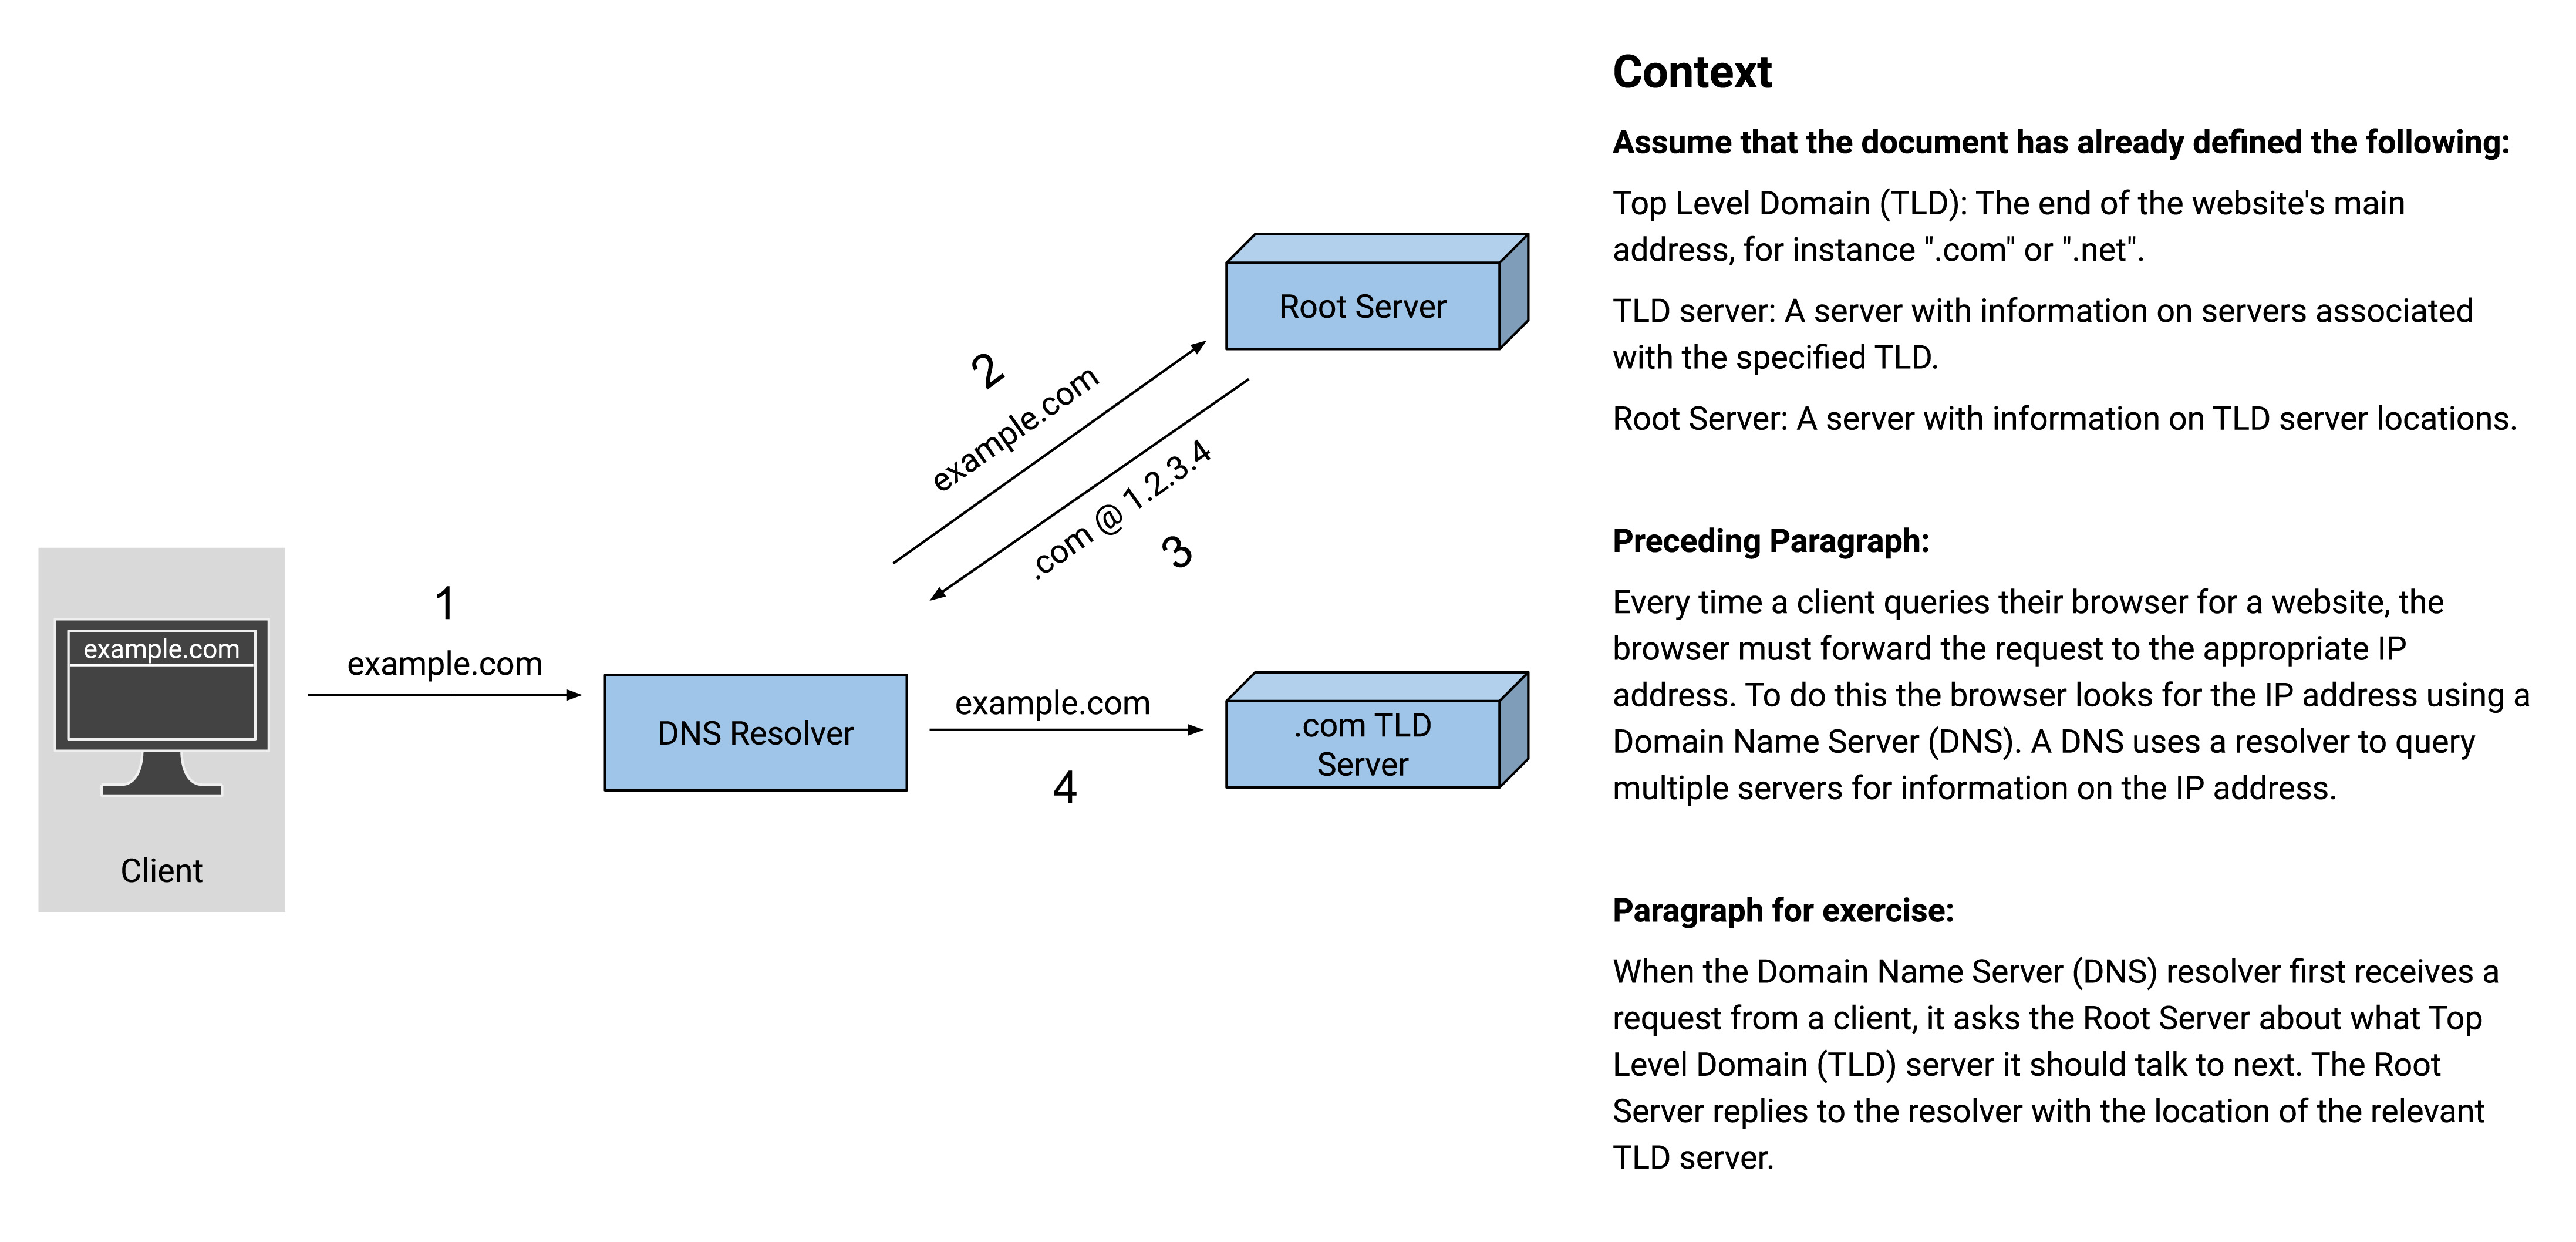 example.com
Client
1
example.com
DNS Resolver
2
example.com
Root Server
.com @ 1.2.3.4
3
example.com
4
.com TLD
Server
Context
Assume that the document has already defined the following:
Top Level Domain (TLD): The end of the website's main
address, for instance ".com" or ".net".
TLD server: A server with information on servers associated
with the specified TLD.
Root Server: A server with information on TLD server locations.
Preceding Paragraph:
Every time a client queries their browser for a website, the
browser must forward the request to the appropriate IP
address. To do this the browser looks for the IP address using a
Domain Name Server (DNS). A DNS uses a resolver to query
multiple servers for information on the IP address.
Paragraph for exercise:
When the Domain Name Server (DNS) resolver first receives a
request from a client, it asks the Root Server about what Top
Level Domain (TLD) server it should talk to next. The Root
Server replies to the resolver with the location of the relevant
TLD server.